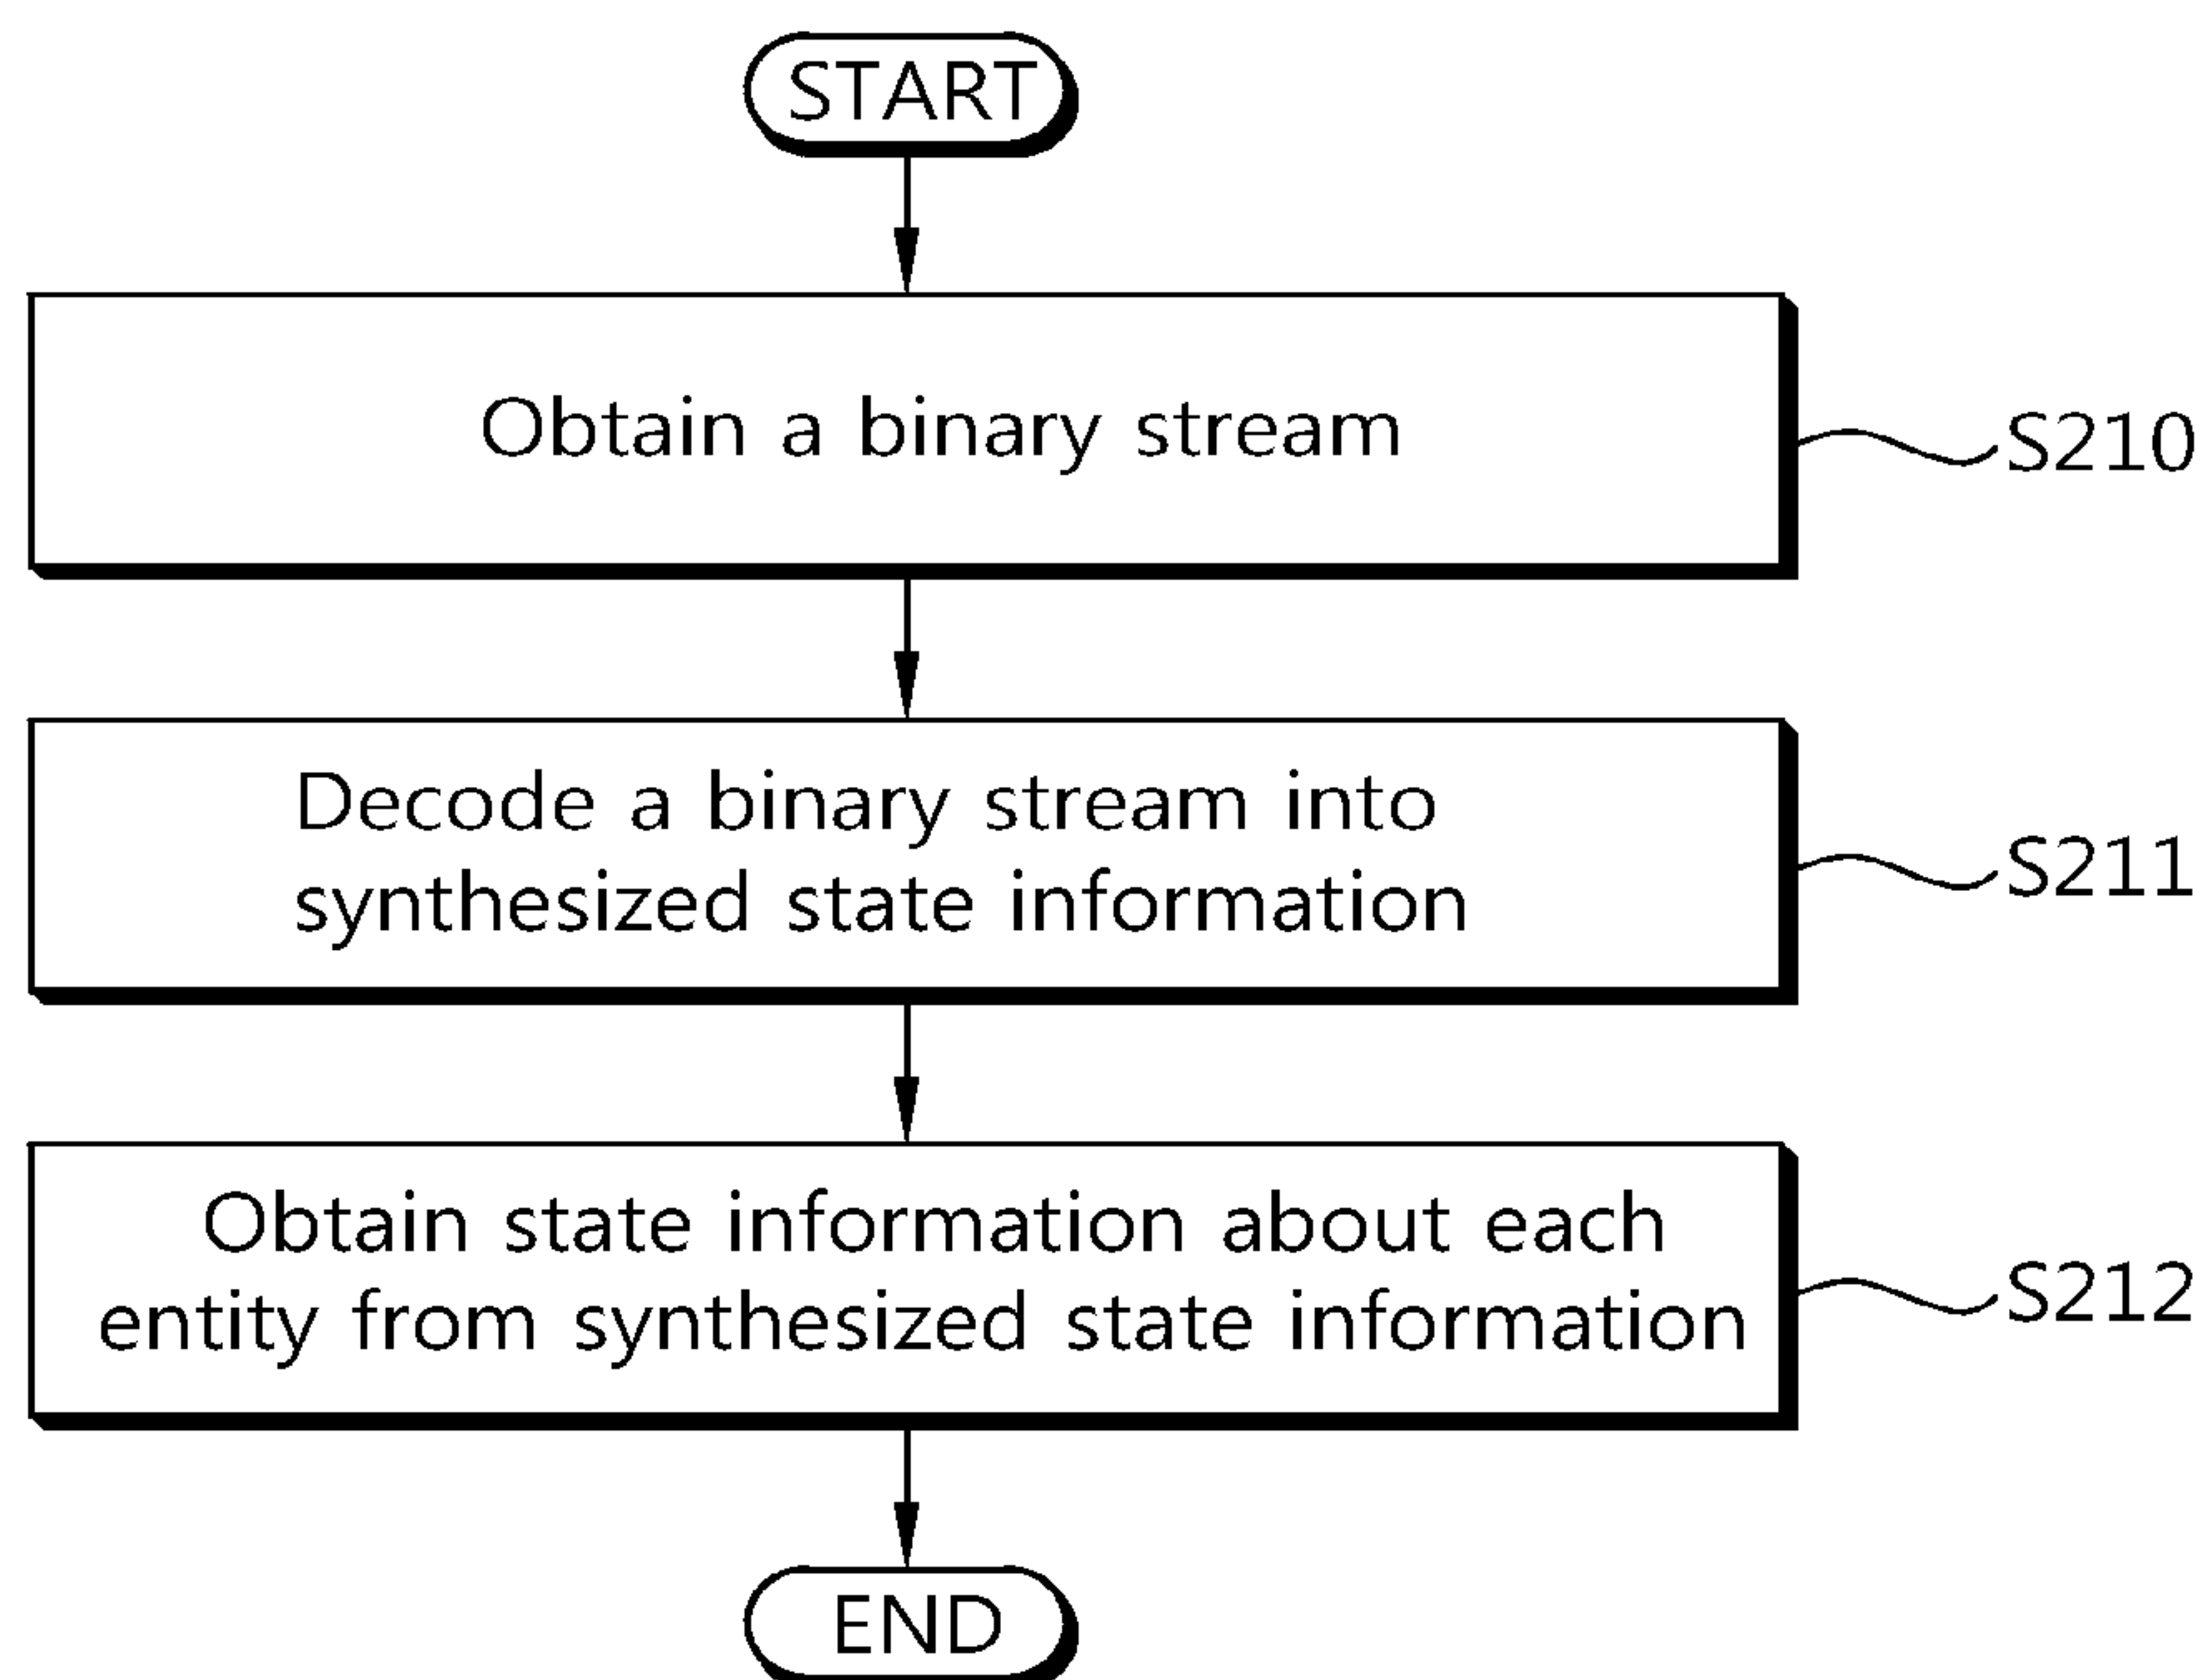 START
Obtain a binary stream
S210
Decode a binary stream into
synthesized state information
S211
Obtain state information about each
entity from synthesized state information
S212
END